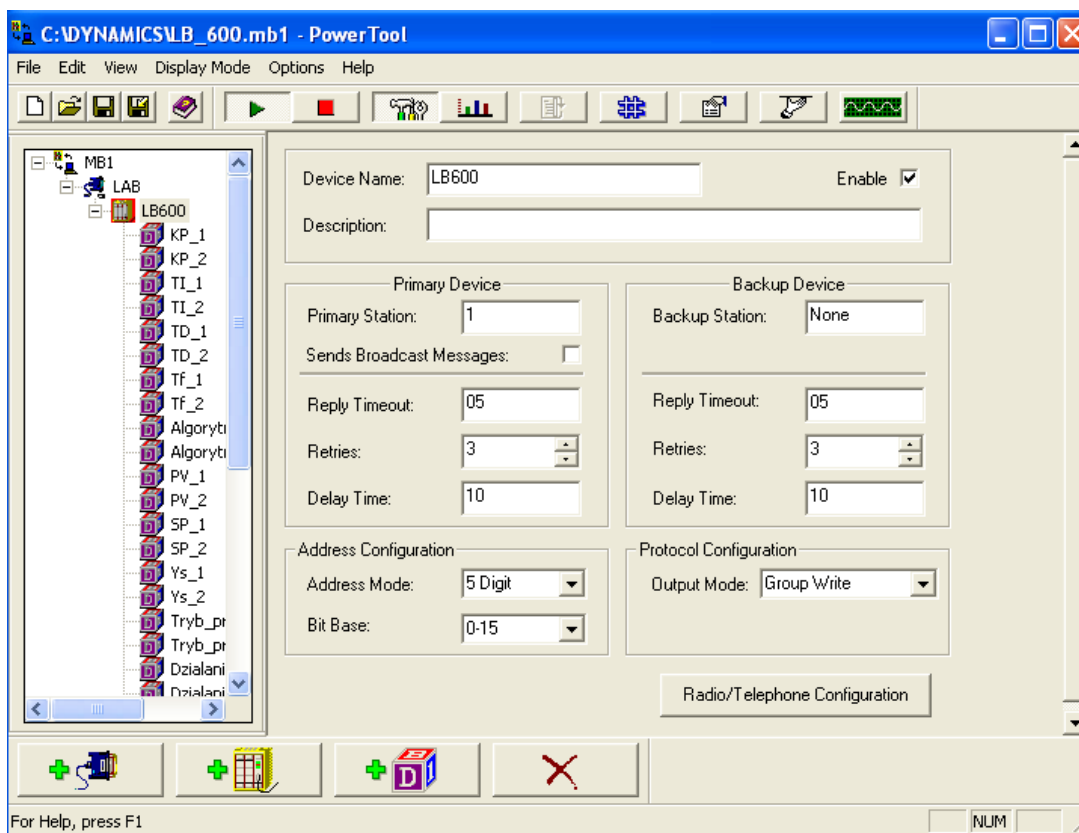 C:\DYNAMICS\LB_600.mb1 - PowerTool
File Edit View Display Mode Options Help
MB1
LAB
LB600
KP_1
KP_2
TI_1
TI_2
TD_1
TD_2
Tf_1
Tf_2
Algoryt
Algoryt
PV_1
PV_2
SP_1
SP_2
Ys_1
Ys_2
Tryb_pr
Tryb_pr
Dzialani
Dzialani
Device Name: LB600 Enable
Description:
Primary Device
Primary Station: 1
Sends Broadcast Messages:
Reply Timeout: 05
Retries: 3
Delay Time: 10
Backup Device
Backup Station: None
Reply Timeout: 05
Retries: 3
Delay Time: 10
Address Configuration
Address Mode: 5 Digit
Bit Base: 0-15
Protocol Configuration
Output Mode: Group Write
Radio/Telephone Configuration
For Help, press F1 NUM